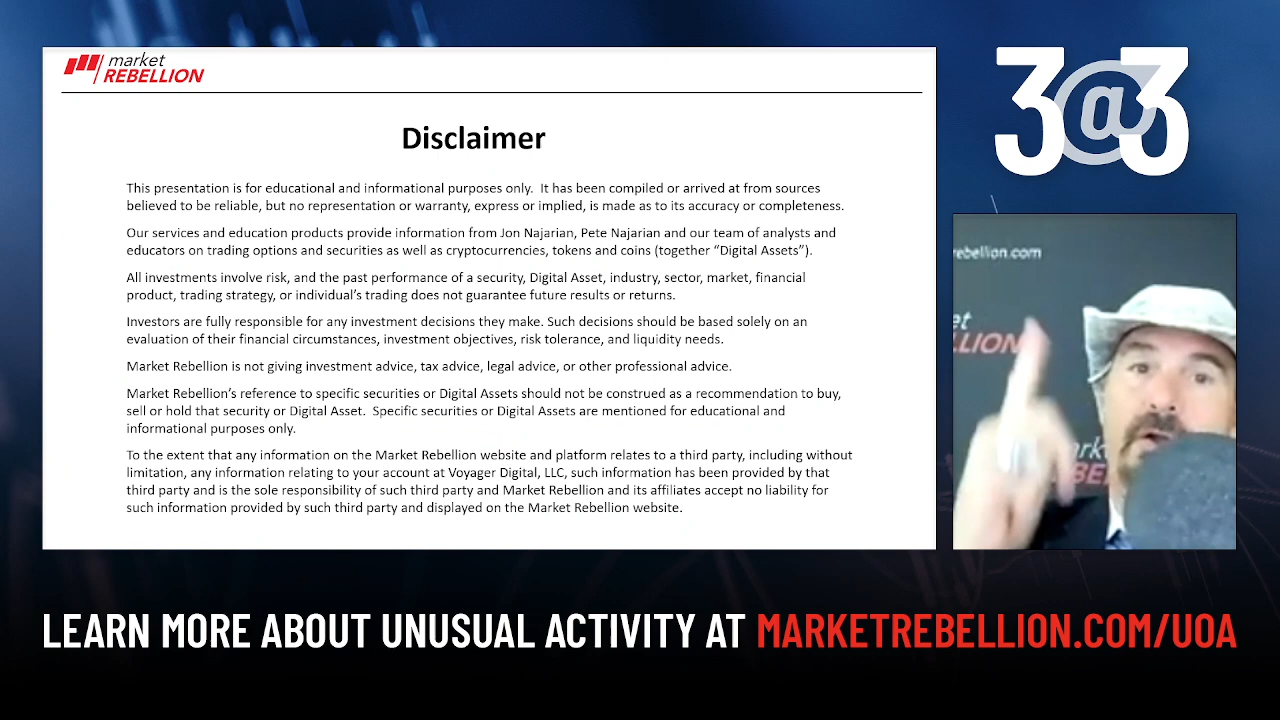 market
REBELLION
Disclaimer
This presentation is for educational and informational purposes only.  It has been compiled or arrived at from sources
believed to be reliable, but no representation or warranty, express or implied, is made as to its accuracy or completeness.
Our services and education products provide information from Jon Najarian, Pete Najarian and our team of analysts and
educators on trading options and securities as well as cryptocurrencies, tokens and coins (together “Digital Assets”).
All investments involve risk, and the past performance of a security, Digital Asset, industry, sector, market, financial
product, trading strategy, or individual’s trading does not guarantee future results or returns.
Investors are fully responsible for any investment decisions they make. Such decisions should be based solely on an
evaluation of their financial circumstances, investment objectives, risk tolerance, and liquidity needs.
Market Rebellion is not giving investment advice, tax advice, legal advice, or other professional advice.
Market Rebellion’s reference to specific securities or Digital Assets should not be construed as a recommendation to buy,
sell or hold that security or Digital Asset.  Specific securities or Digital Assets are mentioned for educational and
informational purposes only.
To the extent that any information on the Market Rebellion website and platform relates to a third party, including without
limitation, any information relating to your account at Voyager Digital, LLC, such information has been provided by that
third party and is the sole responsibility of such third party and Market Rebellion and its affiliates accept no liability for
such information provided by such third party and displayed on the Market Rebellion website.
3@3
rebellion.com
et
LLION
LEARN MORE ABOUT UNUSUAL ACTIVITY AT MARKETREBELLION.COM/UOA